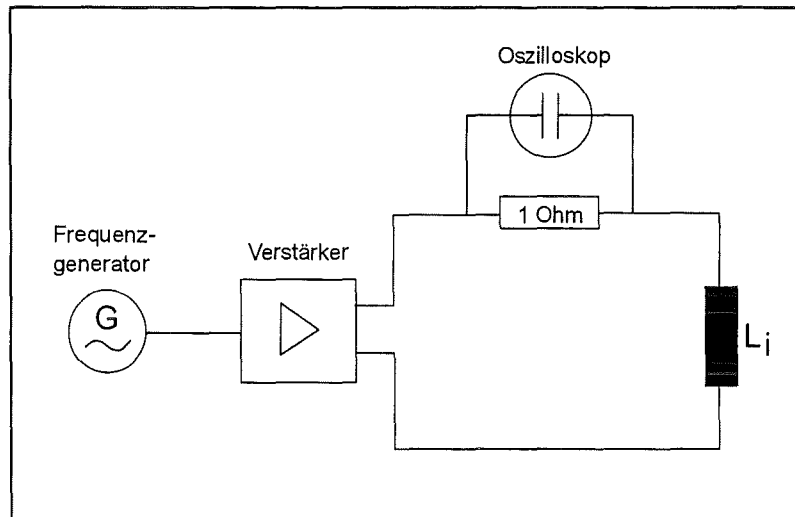 Oszilloskop
1 Ohm
Frequenz-
generator
Verstärker
G
L i